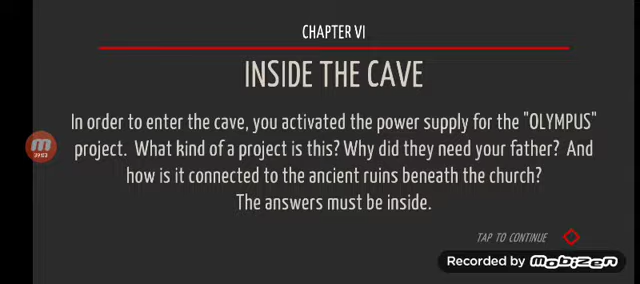 CHAPTER VI
INSIDE THE CAVE
In order to enter the cave, you activated the power supply for the "OLYMPUS"
project. What kind of a project is this? Why did they need your father? And
how is it connected to the ancient ruins beneath the church?
The answers must be inside.
39:53
TAP TO CONTINUE
Recorded by Mobizen